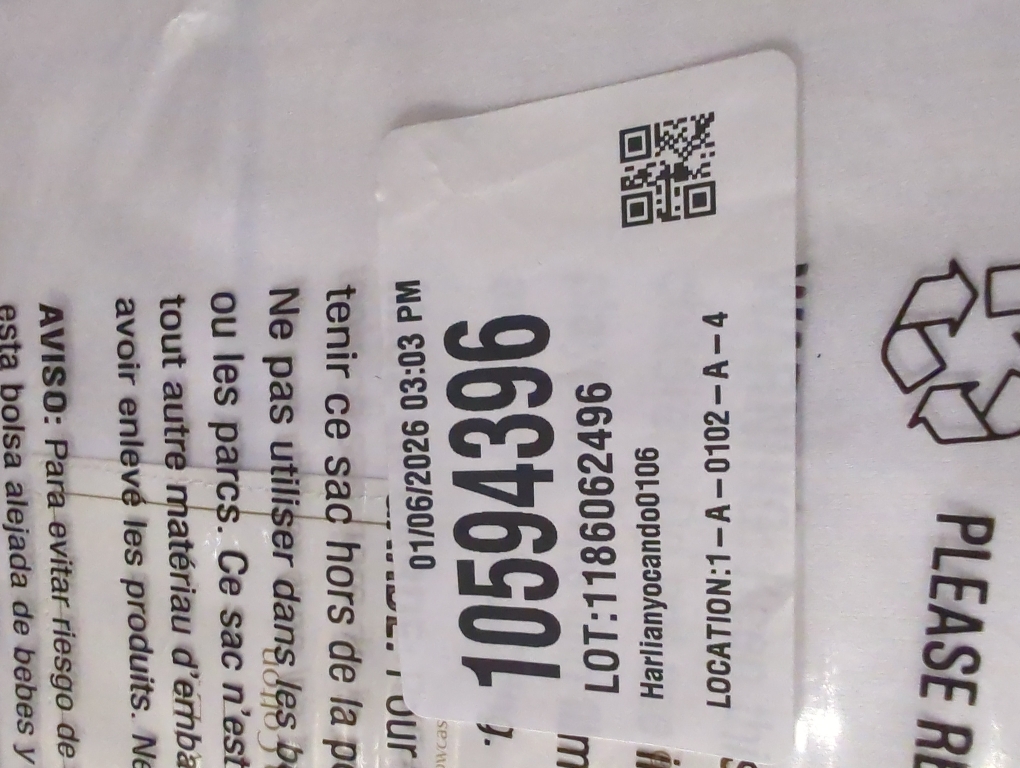 01/06/2026 03:03 PM
10594396
LOT:11860062496
Harlianyocando0106
LOCATION:1-A-0102-A-4
tenir ce sac hors de la
Ne pas utiliser dans les
ou les parcs. Ce sac n'est
tout autre matériau d'emba
avoir enlevé les produits. Ne
AVISO: Para evitar riesgo de
esta bolsa alejada de bebes y
PLEASE RE